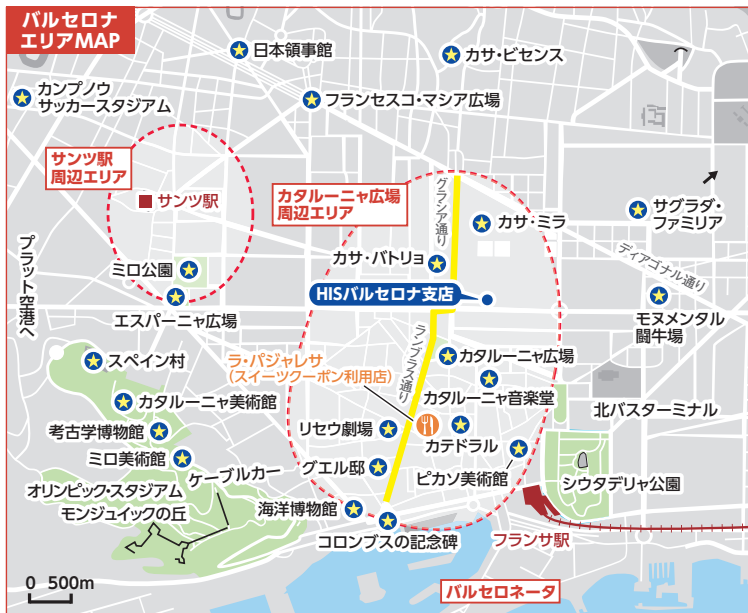 バルセロナ
エリアMAP
日本領事館
カサ・ビセンス
カンプノウ
サッカースタジアム
フランセスコ・マシア広場
サンツ駅
周辺エリア
サンツ駅
カタルーニャ広場
周辺エリア
グラシア通り
カサ・ミラ
サグラダ・
ファミリア
ディアゴナル通り
プラット空港へ
ミロ公園
カサ・バトリョ
HISバルセロナ支店
エスパーニャ広場
モヌメンタル
闘牛場
スペイン村
ラ・パジャレサ
(スイーツクーポン利用店)
ランブラス通り
カタルーニャ広場
カタルーニャ音楽堂
カタルーニャ美術館
北バスターミナル
考古学博物館
リセウ劇場
カテドラル
ミロ美術館
ケーブルカー
グエル邸
ピカソ美術館
シウタデリャ公園
オリンピック・スタジアム
モンジュイックの丘
海洋博物館
コロンブスの記念碑
フランサ駅
バルセロネータ
0 500m